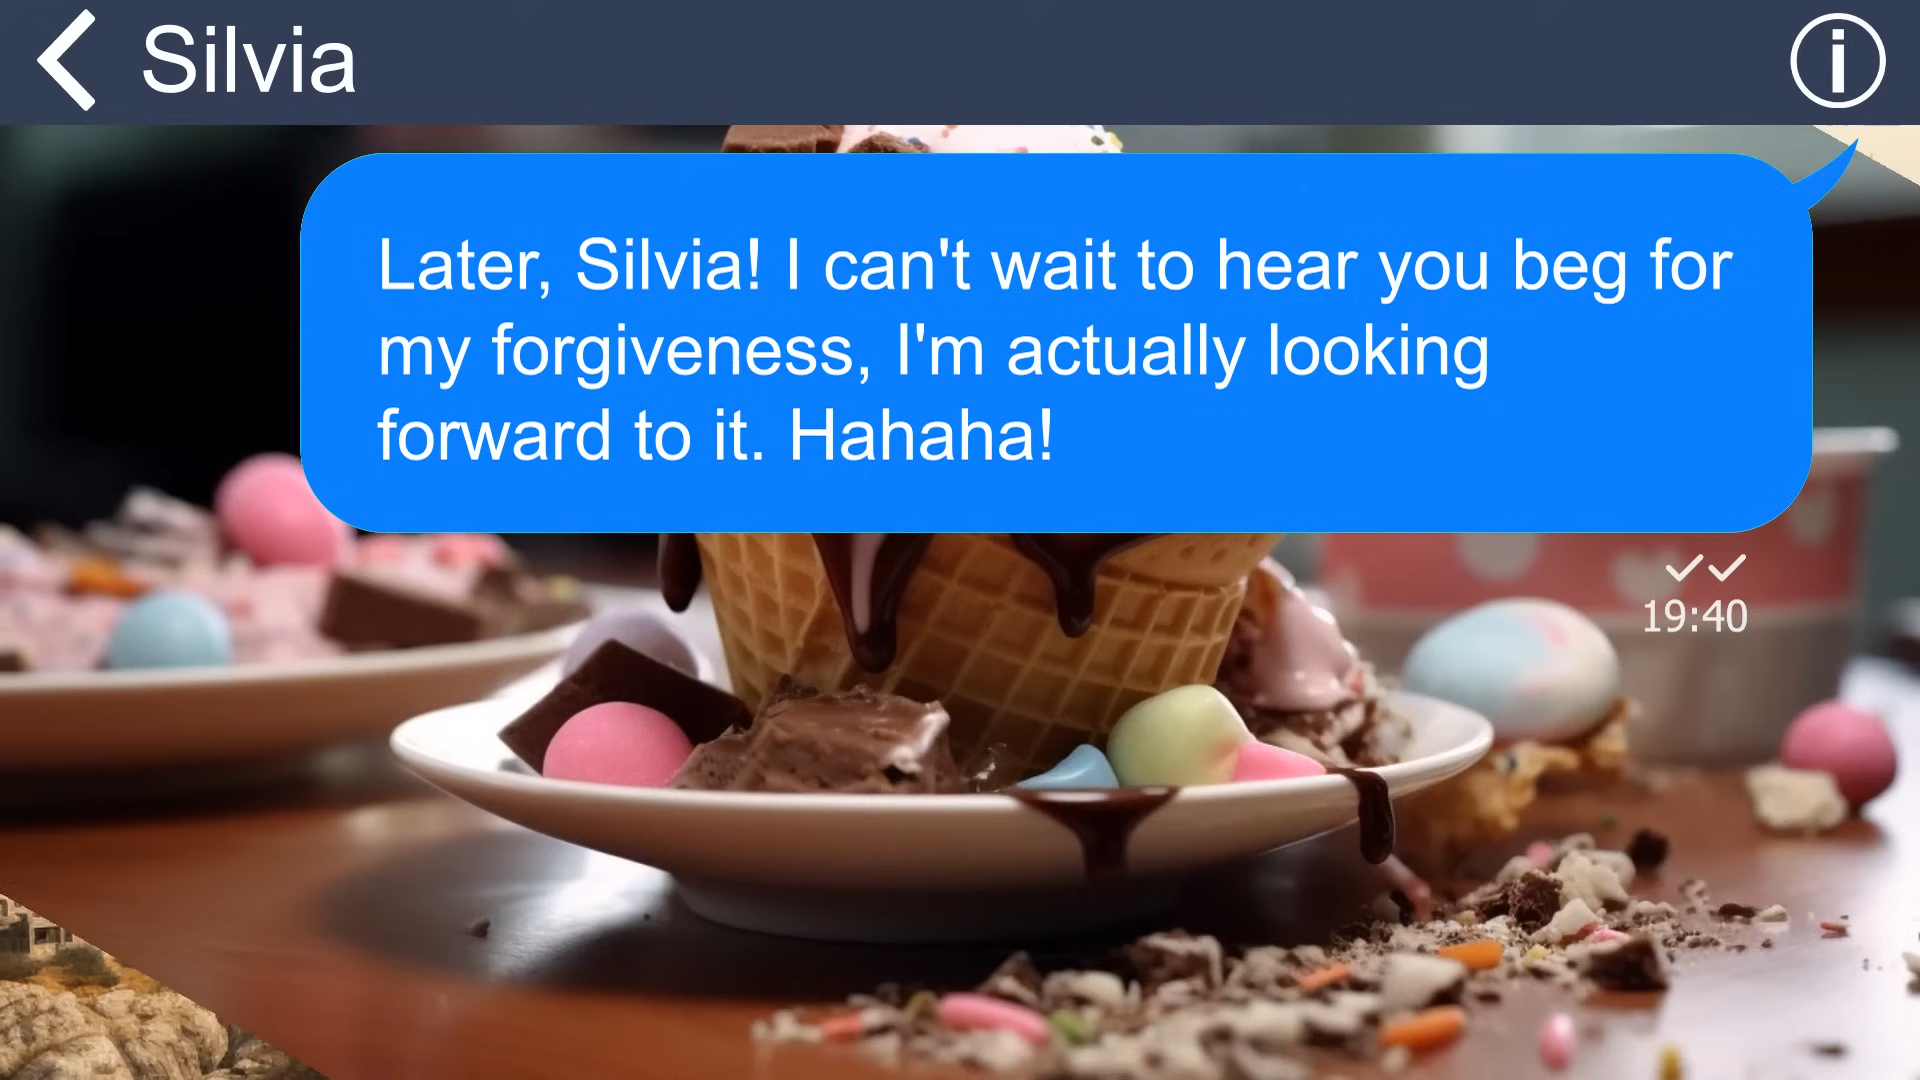 Silvia
Later, Silvia! I can't wait to hear you beg for
my forgiveness, I'm actually looking
forward to it. Hahaha!
19:40